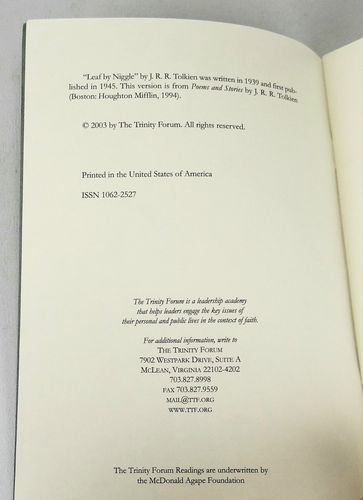 "Leaf by Niggle" by J. R. R. Tolkien was written in 1939 and first pub-
lished in 1945. This version is from Poems and Stories by J. R. R. Tolkien
(Boston: Houghton Mifflin, 1994).
© 2003 by The Trinity Forum. All rights reserved.
Printed in the United States of America
ISSN 1062-2527
The Trinity Forum is a leadership academy
that helps leaders engage the key issues of
their personal and public lives in the context of faith.
For additional information, write to
THE TRINITY FORUM
7902 WESTPARK DRIVE, SUITE A
MCLEAN, VIRGINIA 22102-4202
703.827.8998
FAX 703.827.9559
MAIL@TTF.ORG
WWW.TTF.ORG
The Trinity Forum Readings are underwritten by
the McDonald Agape Foundation